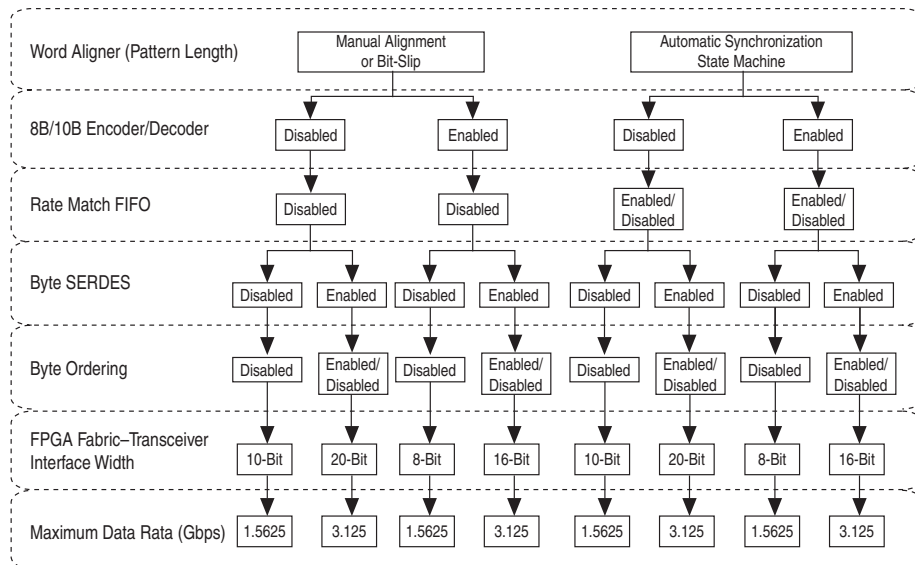 Word Aligner (Pattern Length)
Manual Alignment
or Bit-Slip
Automatic Synchronization
State Machine
8B/10B Encoder/Decoder
Disabled
Enabled
Disabled
Enabled
Rate Match FIFO
Disabled
Disabled
Enabled/
Disabled
Enabled/
Disabled
Byte SERDES
Disabled
Enabled
Disabled
Enabled
Disabled
Enabled
Disabled
Enabled
Byte Ordering
Disabled
Enabled/
Disabled
Disabled
Enabled/
Disabled
Disabled
Enabled/
Disabled
Disabled
Enabled/
Disabled
FPGA Fabric–Transceiver
Interface Width
10-Bit
20-Bit
8-Bit
16-Bit
10-Bit
20-Bit
8-Bit
16-Bit
Maximum Data Rata (Gbps)
1.5625
3.125
1.5625
3.125
1.5625
3.125
1.5625
3.125